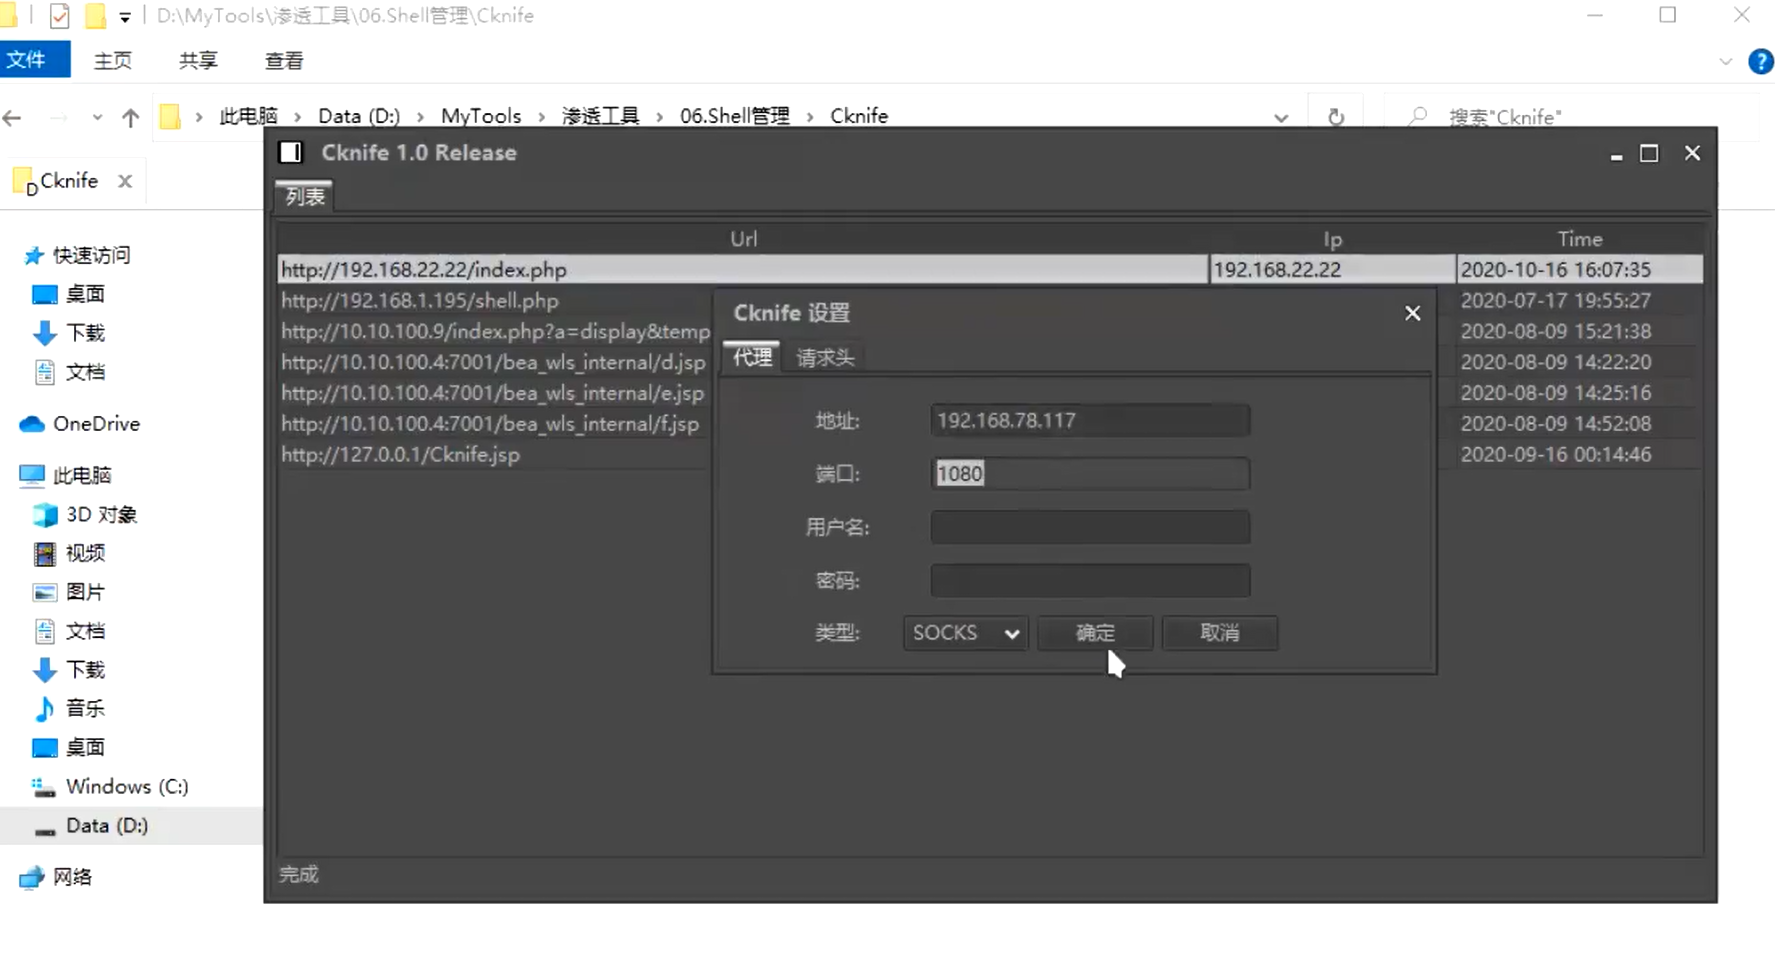 D:\MyTools\渗透工具\06.Shell管理\Cknife
文件 主页 共享 查看
此电脑 › Data (D:) › MyTools › 渗透工具 › 06.Shell管理 › Cknife
搜索"Cknife"
Cknife
快速访问
桌面
下载
文档
OneDrive
此电脑
3D 对象
视频
图片
文档
下载
音乐
桌面
Windows (C:)
Data (D:)
网络
Cknife 1.0 Release
列表
Url Ip Time
http://192.168.22.22/index.php 192.168.22.22 2020-10-16 16:07:35
http://192.168.1.195/shell.php 2020-07-17 19:55:27
http://10.10.100.9/index.php?a=display&temp 2020-08-09 15:21:38
http://10.10.100.4:7001/bea_wls_internal/d.jsp 2020-08-09 14:22:20
http://10.10.100.4:7001/bea_wls_internal/e.jsp 2020-08-09 14:25:16
http://10.10.100.4:7001/bea_wls_internal/f.jsp 2020-08-09 14:52:08
http://127.0.0.1/Cknife.jsp 2020-09-16 00:14:46
Cknife 设置
代理 请求头
地址: 192.168.78.117
端口: 1080
用户名:
密码:
类型: SOCKS 确定 取消
完成